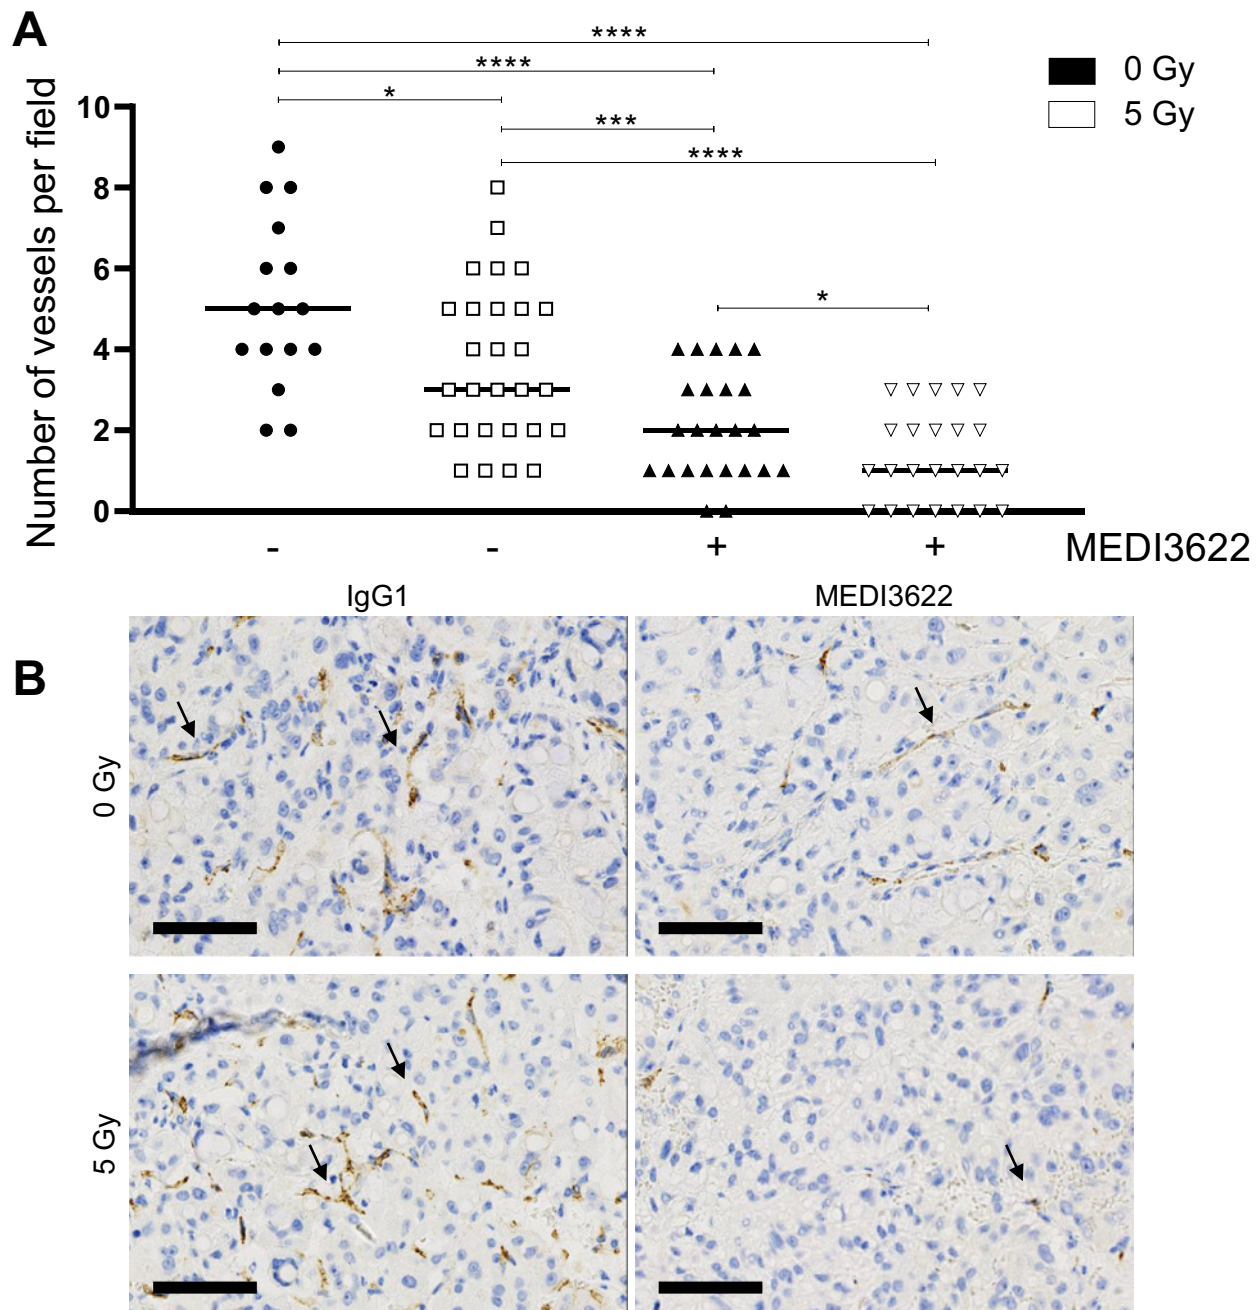 A
****
****
*
***
****
*
0 Gy
5 Gy
Number of vessels per field
10
8
6
4
2
0
- - + + MEDI3622
IgG1 MEDI3622
B
0 Gy
5 Gy